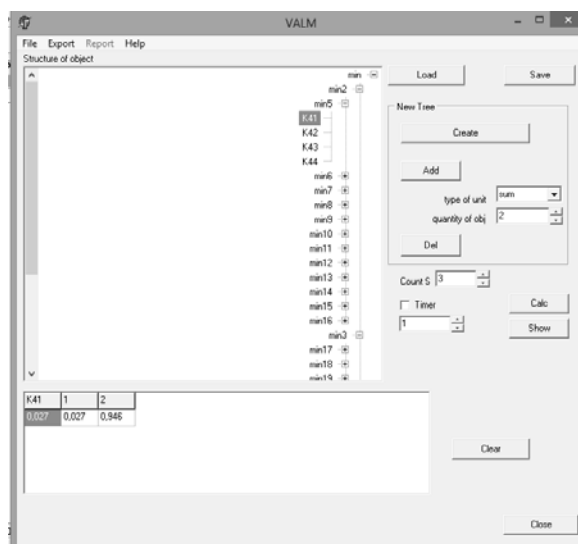 VALM
File Export Report Help
Structure of object
min
min2
min5
K41
K42
K43
K44
min6
min7
min8
min9
min10
min11
min12
min13
min14
min15
min16
min3
min17
min18
min19
Load Save
New Tree
Create
Add
type of unit sum
quantity of obj 2
Del
Count S 3
Timer Calc
1 Show
K41 1 2
0,027 0,027 0,946
Clear
Close